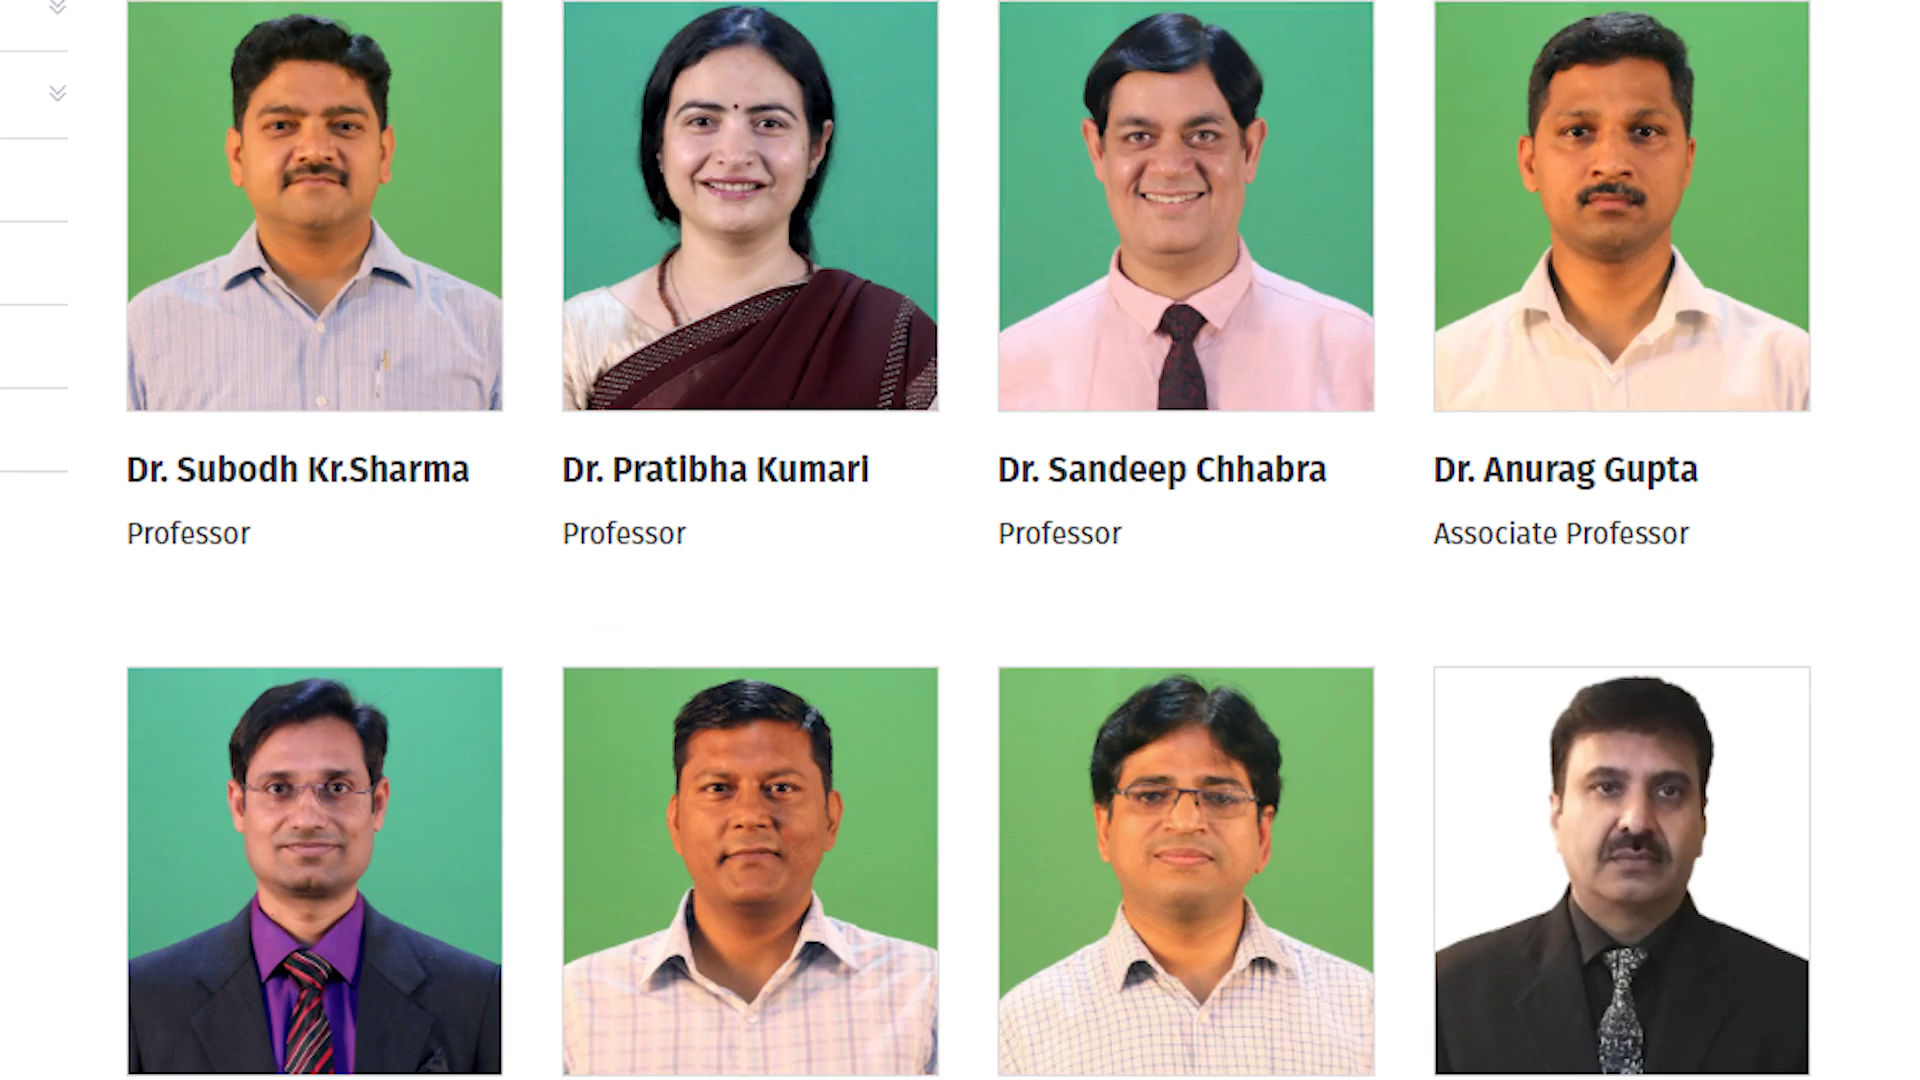 Dr. Subodh Kr.Sharma
Professor
Dr. Pratibha Kumari
Professor
Dr. Sandeep Chhabra
Professor
Dr. Anurag Gupta
Associate Professor